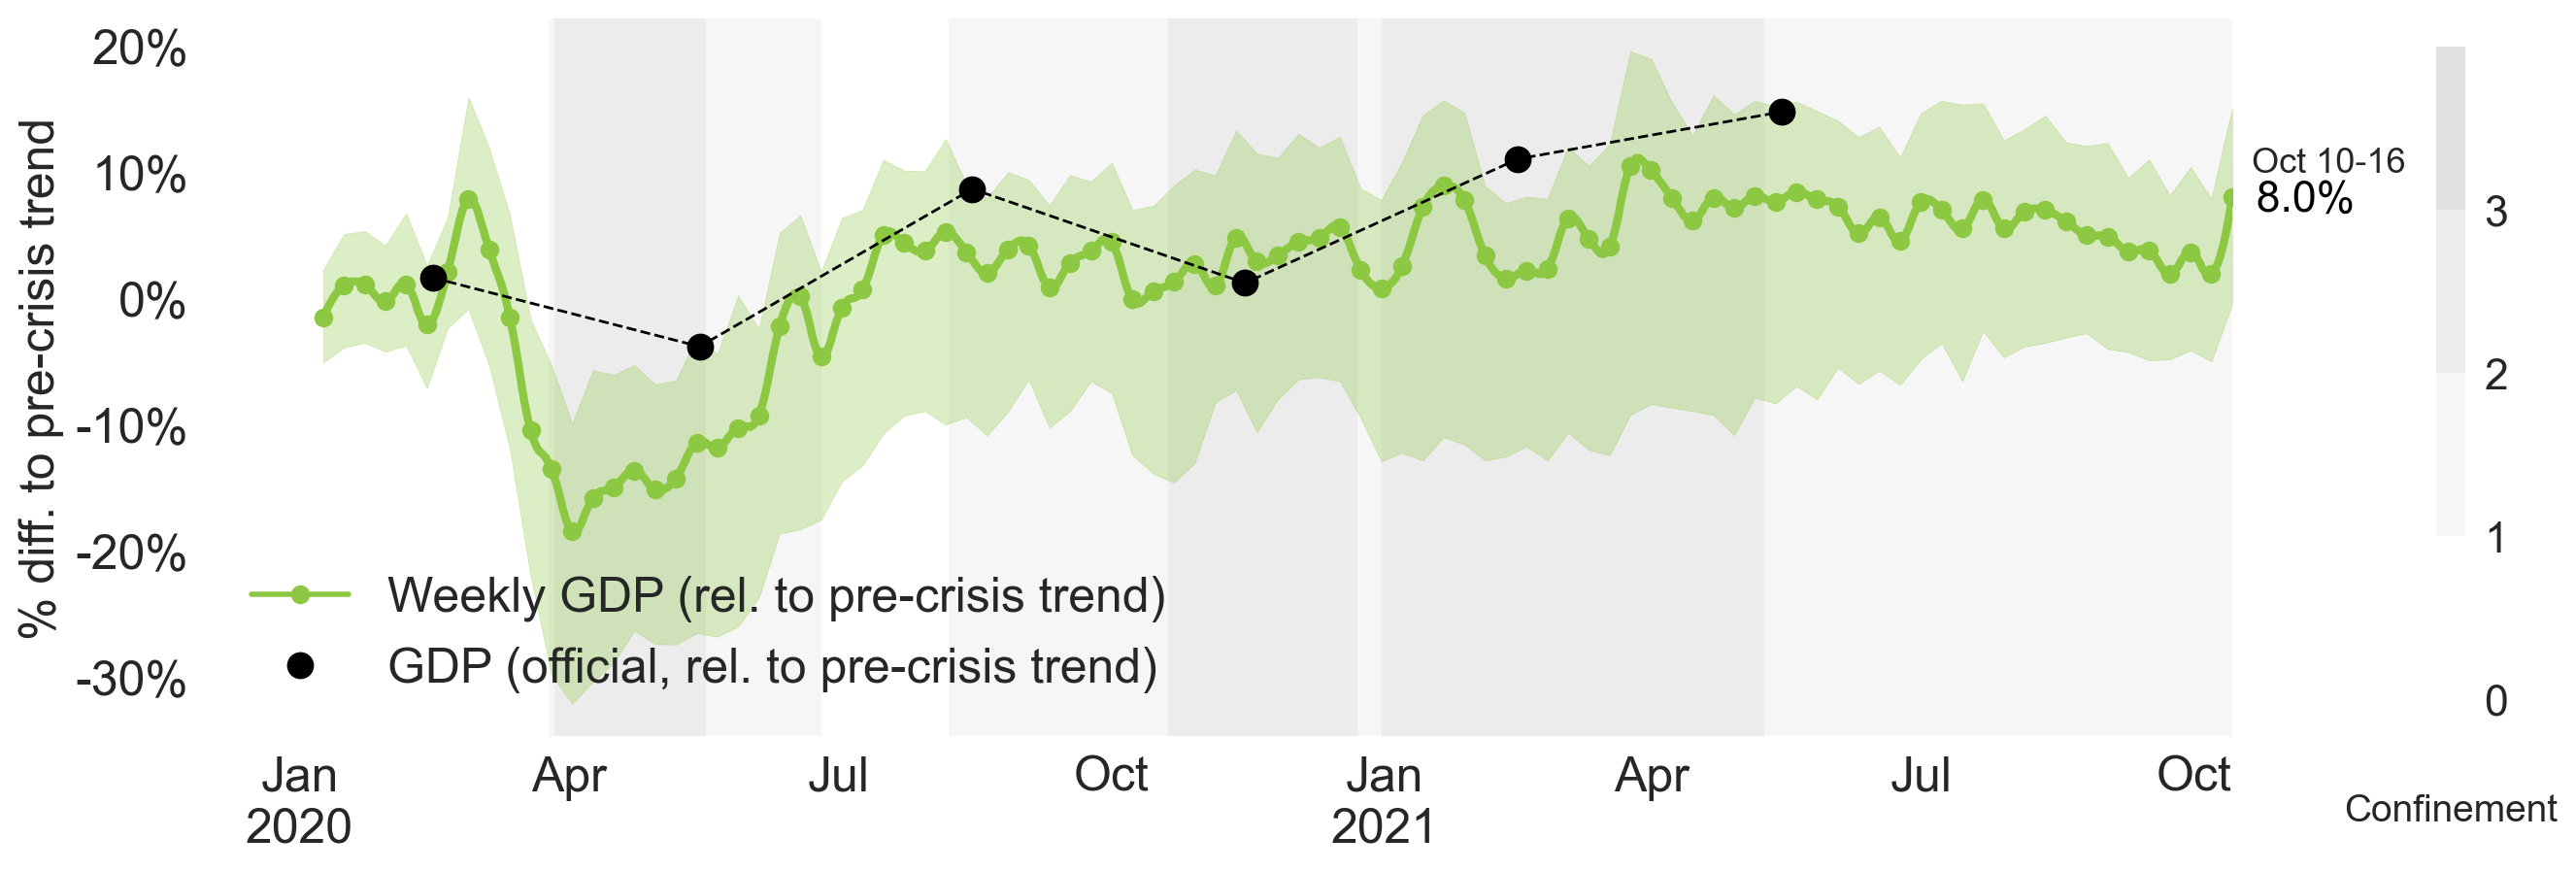 % diff. to pre-crisis trend
20%
10%
0%
-10%
-20%
-30%
Weekly GDP (rel. to pre-crisis trend)
GDP (official, rel. to pre-crisis trend)
Jan
2020
Apr
Jul
Oct
Jan
2021
Apr
Jul
Oct
Oct 10-16
8.0%
3
2
1
0
Confinement